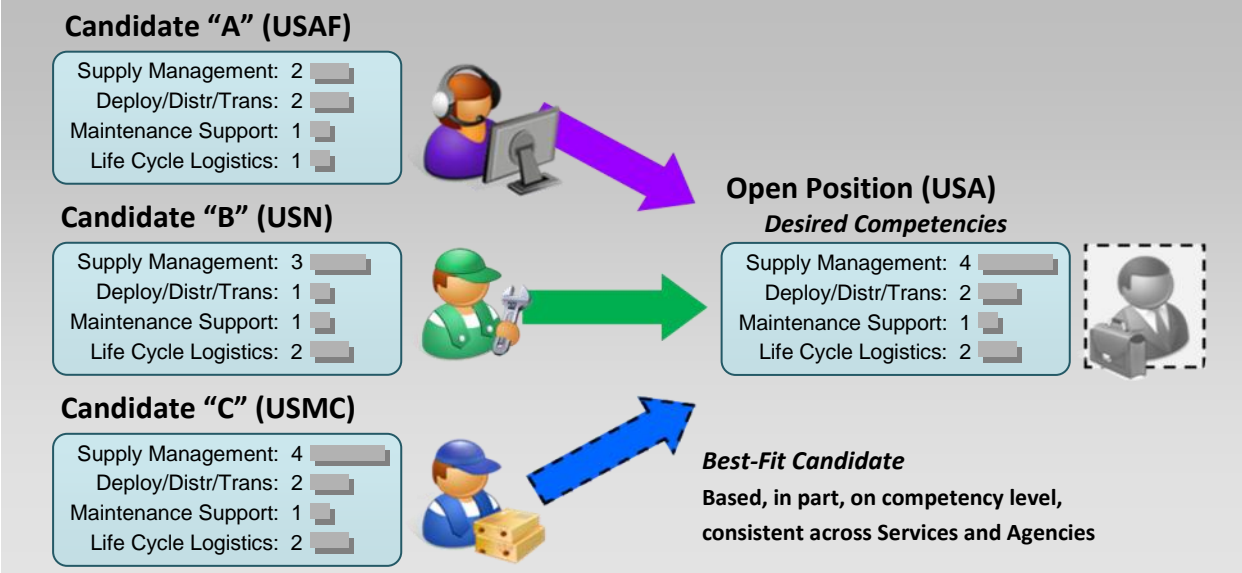 Candidate “A” (USAF)
Supply Management: 2
Deploy/Distr/Trans: 2
Maintenance Support: 1
Life Cycle Logistics: 1
Candidate “B” (USN)
Supply Management: 3
Deploy/Distr/Trans: 1
Maintenance Support: 1
Life Cycle Logistics: 2
Candidate “C” (USMC)
Supply Management: 4
Deploy/Distr/Trans: 2
Maintenance Support: 1
Life Cycle Logistics: 2
Open Position (USA)
Desired Competencies
Supply Management: 4
Deploy/Distr/Trans: 2
Maintenance Support: 1
Life Cycle Logistics: 2
Best-Fit Candidate
Based, in part, on competency level,
consistent across Services and Agencies